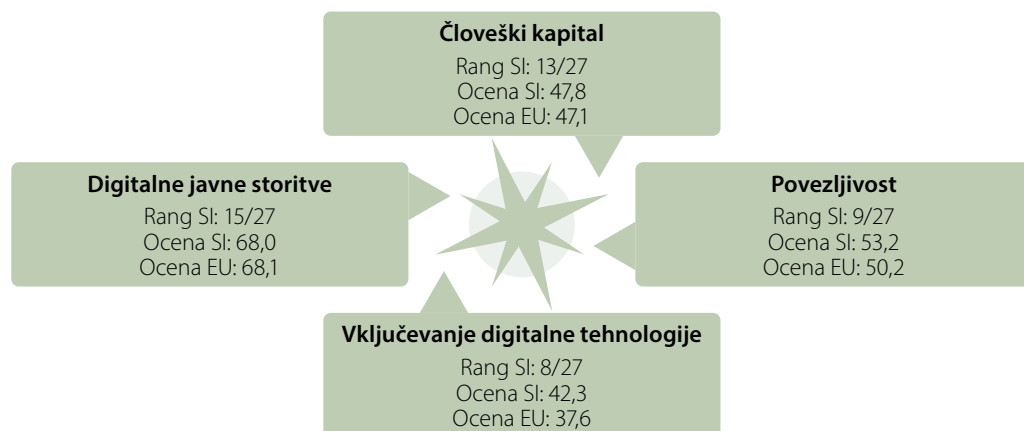 Človeški kapital
Rang SI: 13/27
Ocena SI: 47,8
Ocena EU: 47,1
Digitalne javne storitve
Rang SI: 15/27
Ocena SI: 68,0
Ocena EU: 68,1
Povezljivost
Rang SI: 9/27
Ocena SI: 53,2
Ocena EU: 50,2
Vključevanje digitalne tehnologije
Rang SI: 8/27
Ocena SI: 42,3
Ocena EU: 37,6